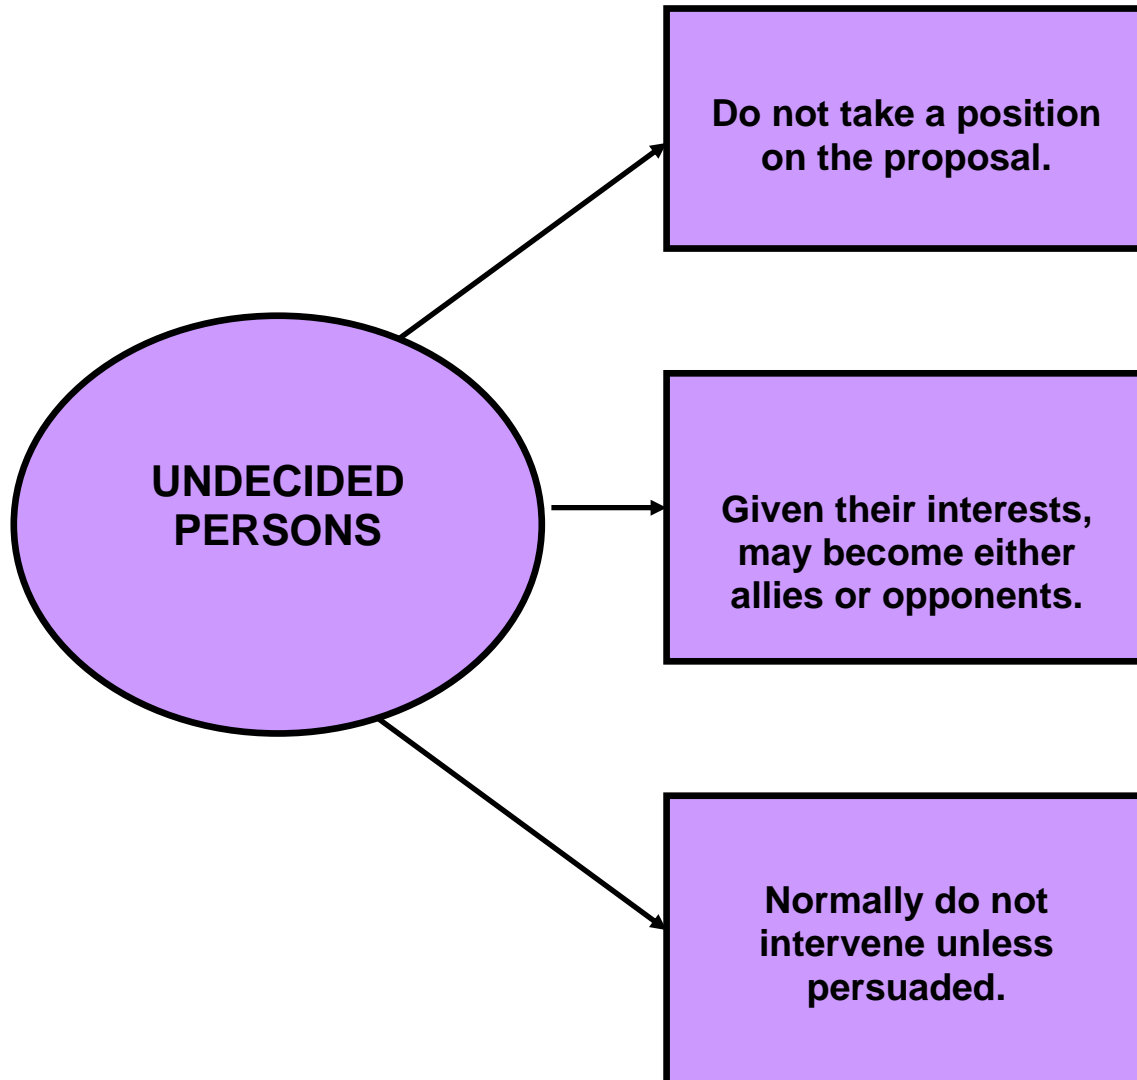 Do not take a position
on the proposal.
UNDECIDED
PERSONS
Given their interests,
may become either
allies or opponents.
Normally do not
intervene unless
persuaded.